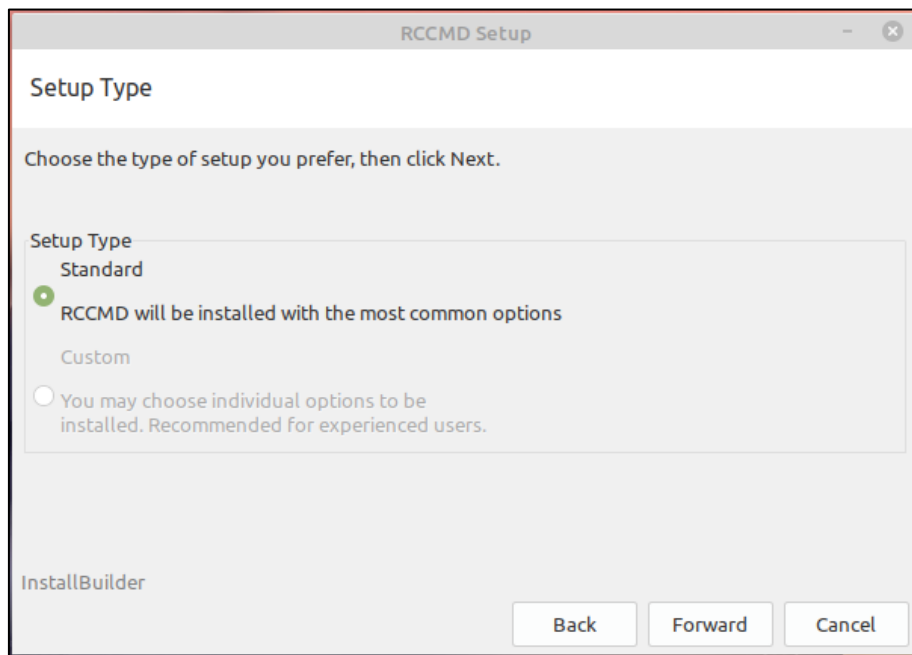 RCCMD Setup
Setup Type
Choose the type of setup you prefer, then click Next.
Setup Type
Standard
RCCMD will be installed with the most common options
Custom
You may choose individual options to be
installed. Recommended for experienced users.
InstallBuilder
Back Forward Cancel